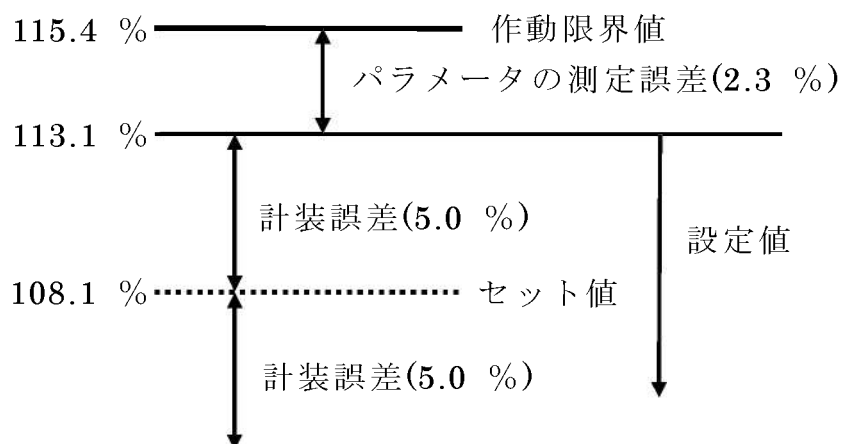 115.4 % 作動限界値
パラメータの測定誤差(2.3 %)
113.1 %
計装誤差(5.0 %)
設定値
108.1 % セット値
計装誤差(5.0 %)